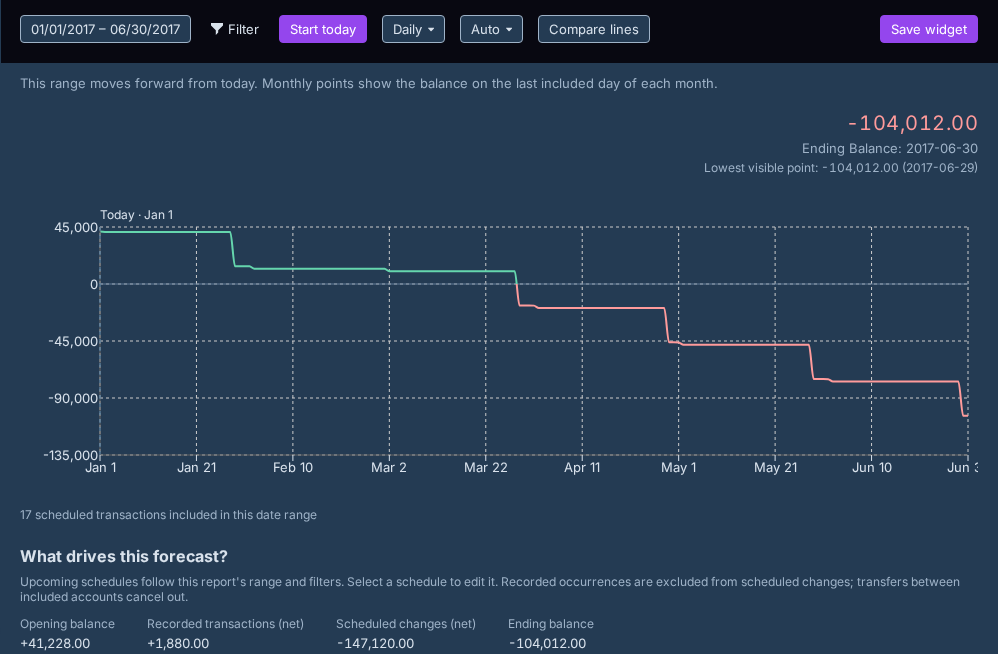 01/01/2017 – 06/30/2017
Filter
Start today
Daily
Auto
Compare lines
Save widget
This range moves forward from today. Monthly points show the balance on the last included day of each month.
-104,012.00
Ending Balance: 2017-06-30
Lowest visible point: -104,012.00 (2017-06-29)
Today · Jan 1
45,000
0
-45,000
-90,000
-135,000
Jan 1
Jan 21
Feb 10
Mar 2
Mar 22
Apr 11
May 1
May 21
Jun 10
Jun
17 scheduled transactions included in this date range
What drives this forecast?
Upcoming schedules follow this report's range and filters. Select a schedule to edit it. Recorded occurrences are excluded from scheduled changes; transfers between
included accounts cancel out.
Opening balance
Recorded transactions (net)
Scheduled changes (net)
Ending balance
+41,228.00
+1,880.00
-147,120.00
-104,012.00